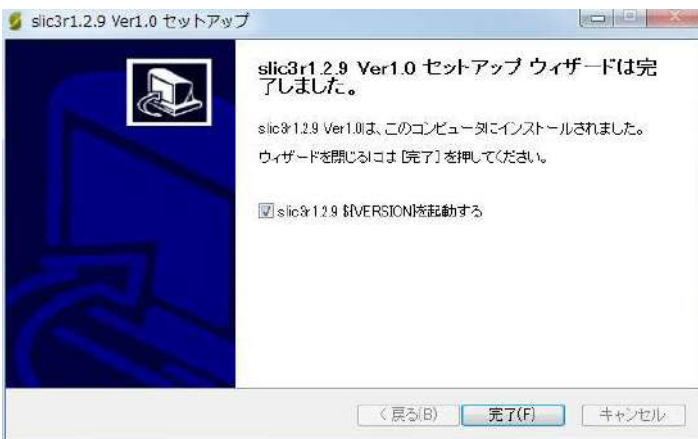 slic3r1.2.9 Ver1.0 セットアップ
slic3r1.2.9 Ver1.0 セットアップ ウィザードは完
了しました。
slic3r1.2.9 Ver1.0は、このコンピュータにインストールされました。
ウィザードを閉じるには [完了] を押してください。
slic3r1.2.9 ${VERSION}を起動する
< 戻る(B)
完了(F)
キャンセル